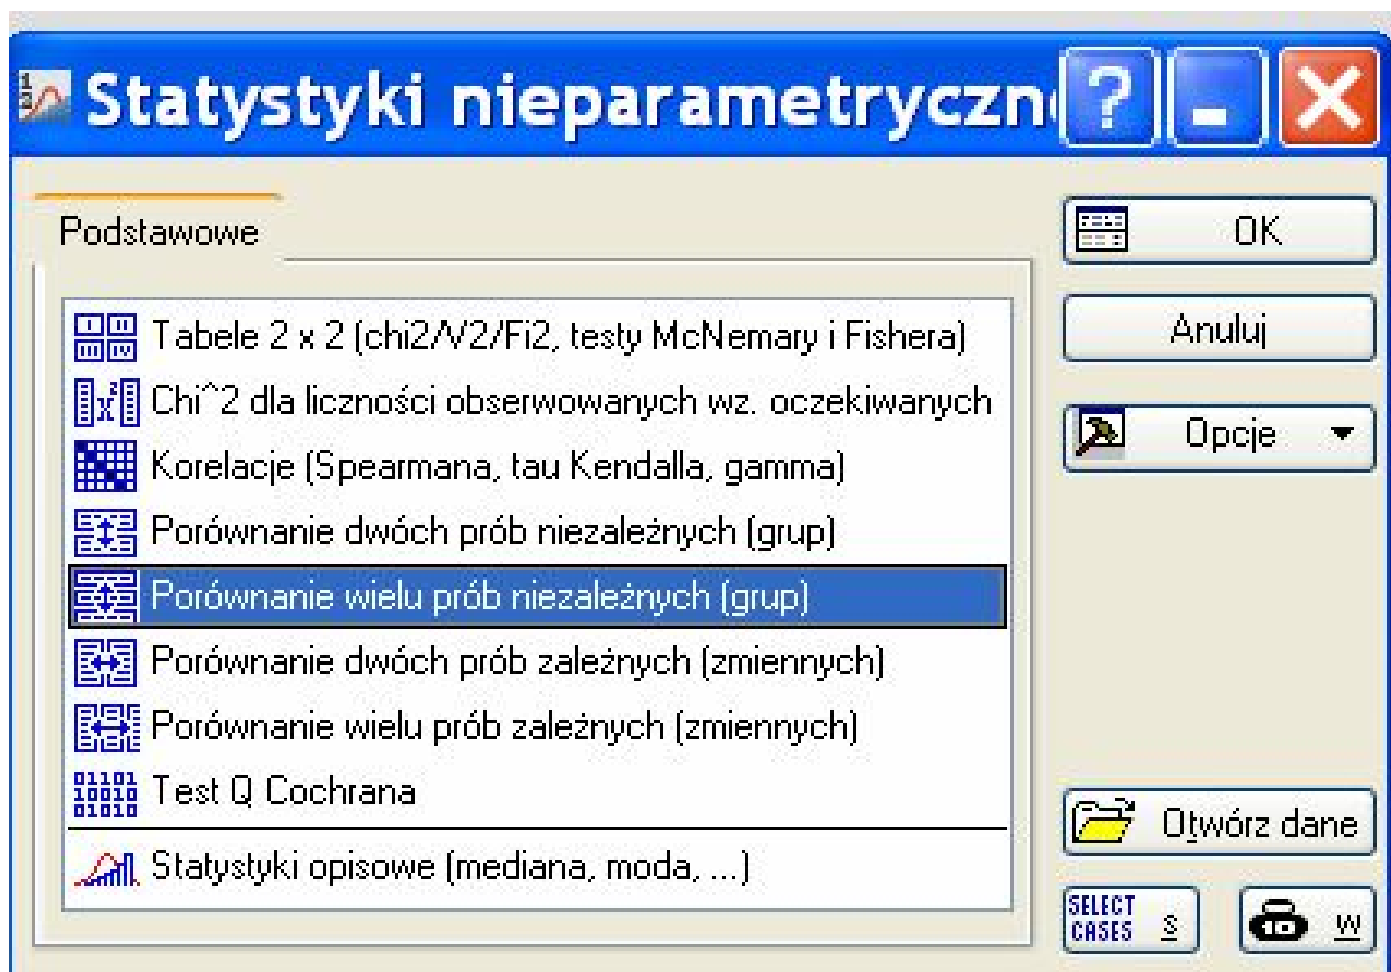 Statystyki nieparametryczn
Podstawowe
Tabele 2 x 2 (chi2/V2/Fi2, testy McNemary i Fishera)
Chi^2 dla liczności obserwowanych wz. oczekiwanych
Korelacje (Spearmana, tau Kendalla, gamma)
Porównanie dwóch prób niezależnych (grup)
Porównanie wielu prób niezależnych (grup)
Porównanie dwóch prób zależnych (zmiennych)
Porównanie wielu prób zależnych (zmiennych)
Test Q Cochrana
Statystyki opisowe (mediana, moda, ...)
OK
Anuluj
Opcje
Otwórz dane
SELECT
CASES s
w